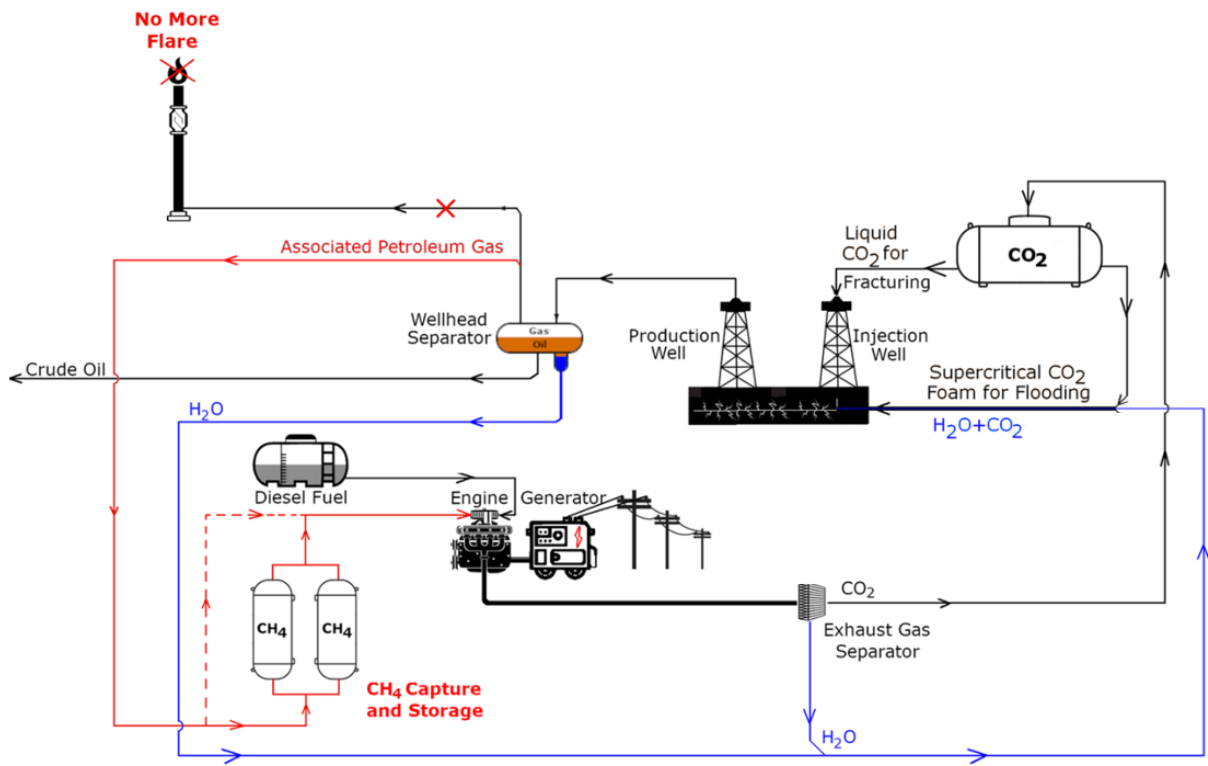 No More
Flare
Associated Petroleum Gas
Liquid
CO₂ for
Fracturing
CO₂
Wellhead
Separator
Gas
Oil
Production
Well
Injection
Well
Crude Oil
Supercritical CO₂
Foam for Flooding
H₂O
H₂O+CO₂
Diesel Fuel
Engine
Generator
CO₂
CH₄
CH₄
Exhaust Gas
Separator
CH₄ Capture
and Storage
H₂O